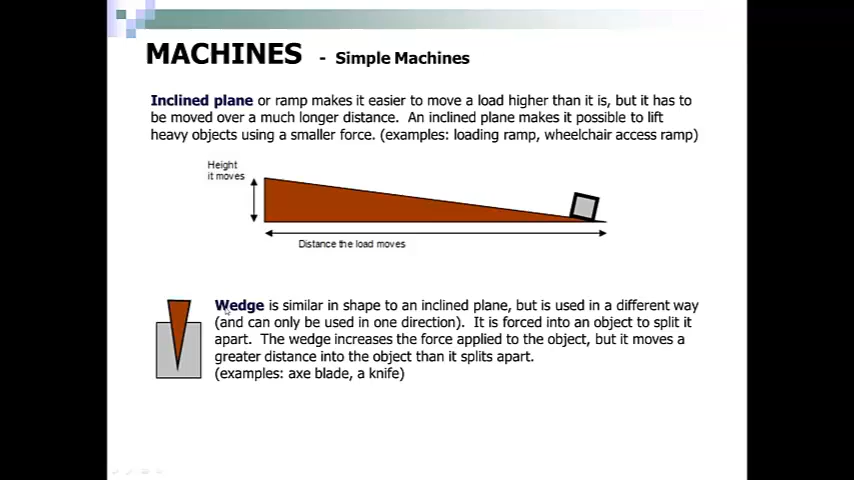 MACHINES - Simple Machines
Inclined plane or ramp makes it easier to move a load higher than it is, but it has to
be moved over a much longer distance. An inclined plane makes it possible to lift
heavy objects using a smaller force. (examples: loading ramp, wheelchair access ramp)
Height
it moves
Distance the load moves
Wedge is similar in shape to an inclined plane, but is used in a different way
(and can only be used in one direction). It is forced into an object to split it
apart. The wedge increases the force applied to the object, but it moves a
greater distance into the object than it splits apart.
(examples: axe blade, a knife)